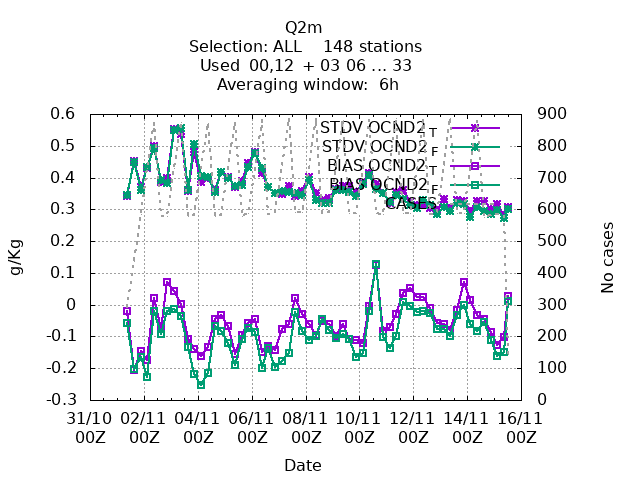 Q2m
Selection: ALL 148 stations
Used 00,12 + 03 06 ... 33
Averaging window: 6h
STDV OCND2 T
STDV OCND2 F
BIAS OCND2 T
BIAS OCND2 F
CASES
g/Kg
0.6
0.5
0.4
0.3
0.2
0.1
0
-0.1
-0.2
-0.3
No cases
900
800
700
600
500
400
300
200
100
0
31/10 02/11 04/11 06/11 08/11 10/11 12/11 14/11 16/11
00Z 00Z 00Z 00Z 00Z 00Z 00Z 00Z 00Z
Date